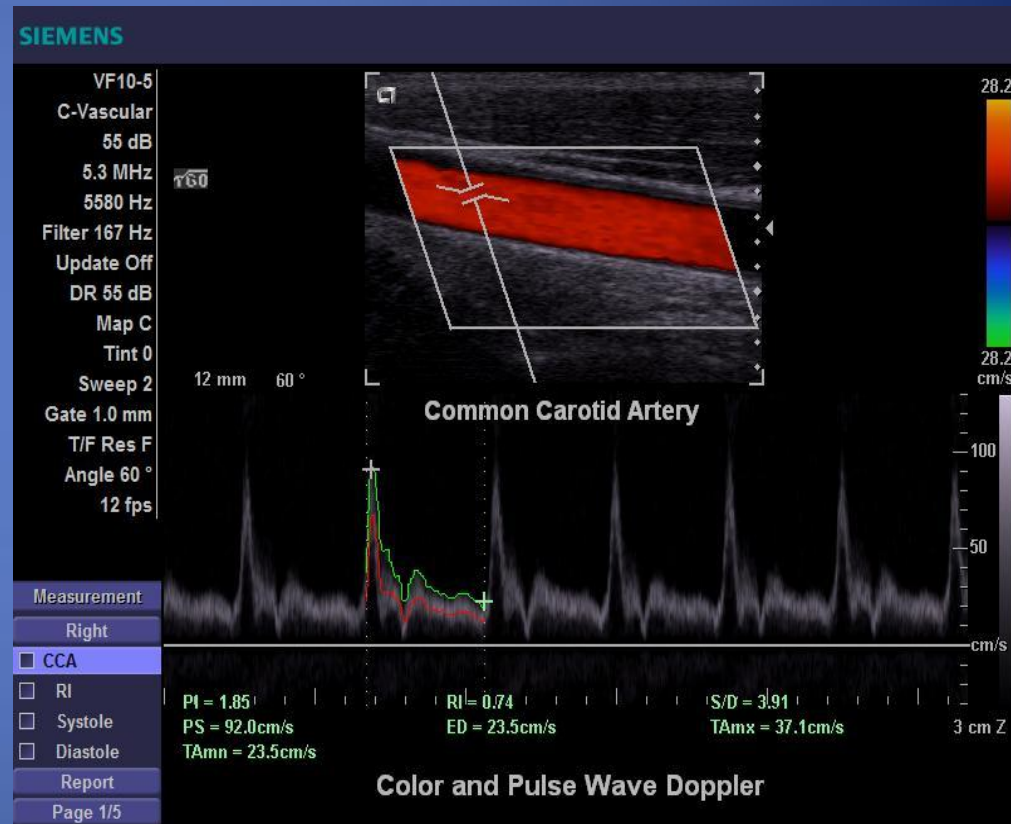 SIEMENS
VF10-5
C-Vascular
55 dB
5.3 MHz
5580 Hz
Filter 167 Hz
Update Off
DR 55 dB
Map C
Tint 0
Sweep 2
Gate 1.0 mm
T/F Res F
Angle 60 °
12 fps
12 mm 60 °
28.2
28.2
cm/s
Common Carotid Artery
100
50
cm/s
Measurement
Right
CCA
RI
Systole
Diastole
Report
Page 1/5
PI = 1.85 RI = 0.74 S/D = 3.91
PS = 92.0cm/s ED = 23.5cm/s TAmx = 37.1cm/s 3 cm Z
TAmn = 23.5cm/s
Color and Pulse Wave Doppler